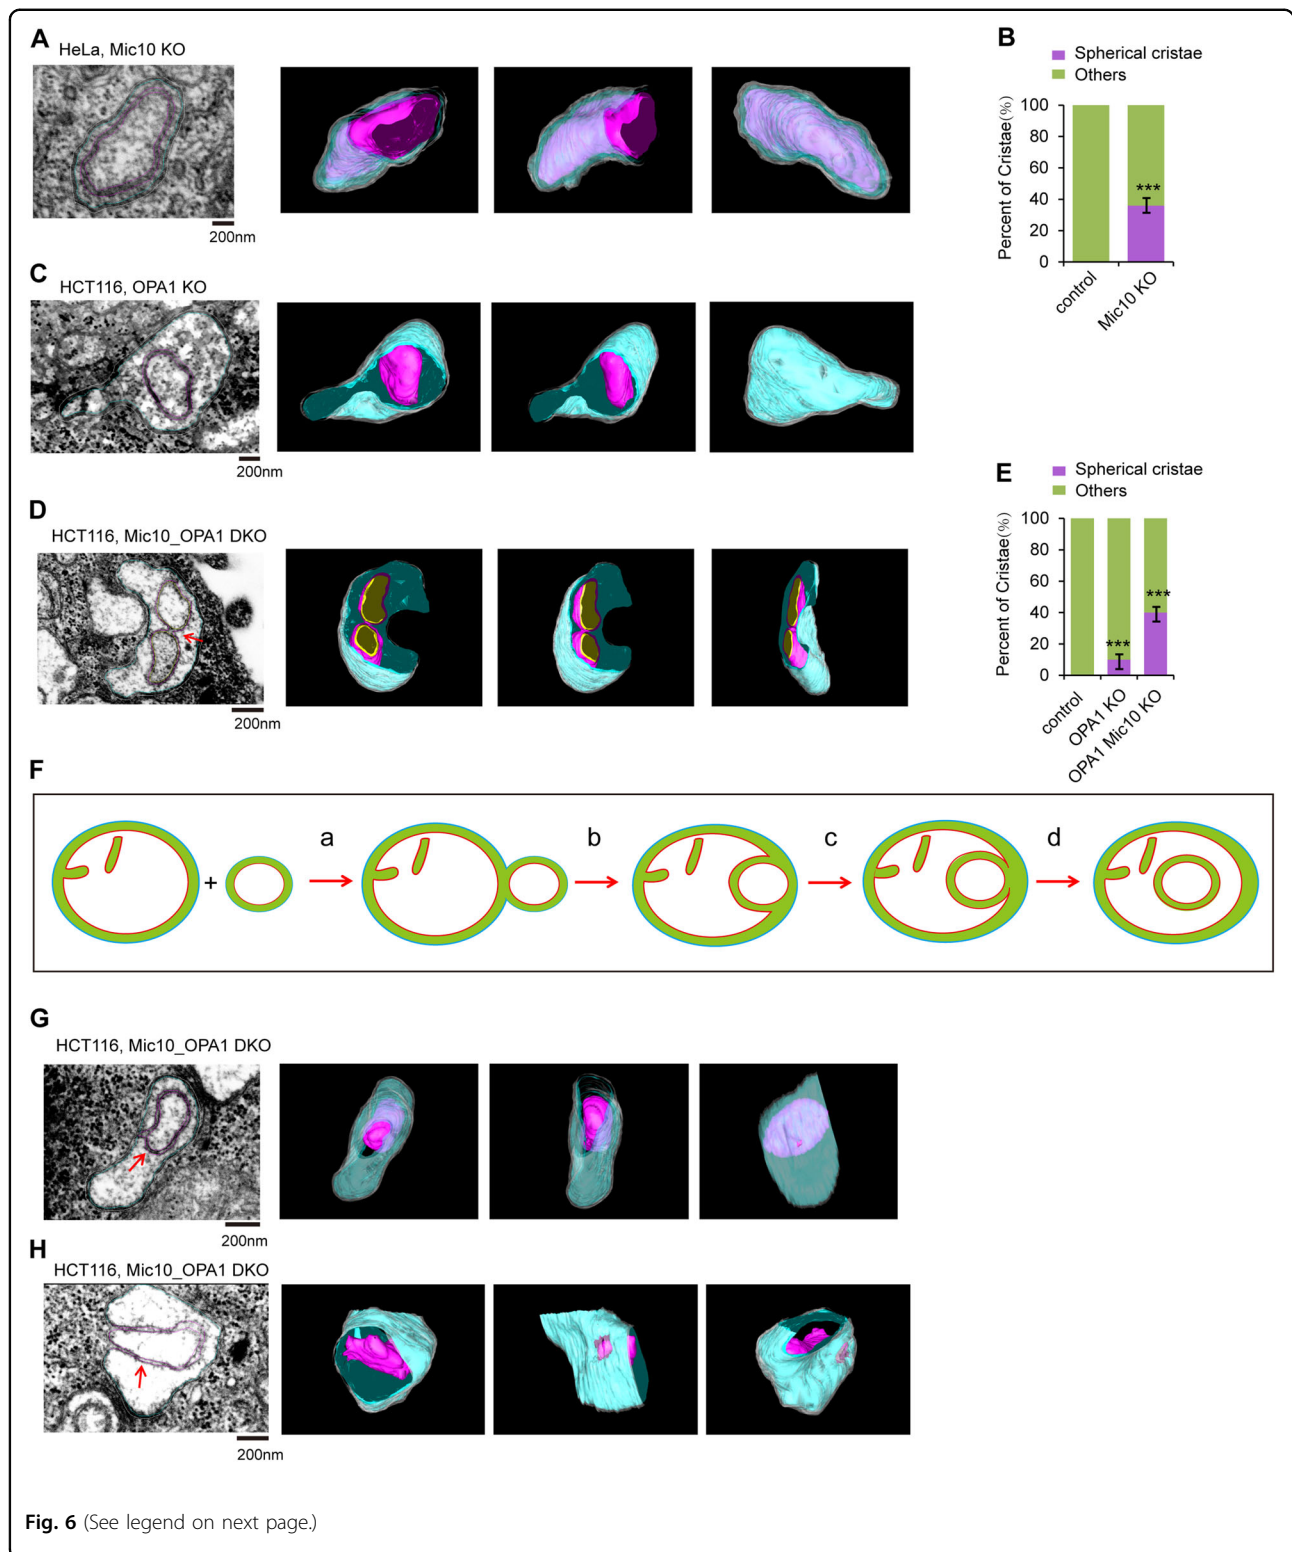 A
HeLa, Mic10 KO
200nm
B
Spherical cristae
Others
Percent of Cristae(%)
100
80
60
40
20
0
***
control
Mic10 KO
C
HCT116, OPA1 KO
200nm
D
HCT116, Mic10_OPA1 DKO
200nm
E
Spherical cristae
Others
Percent of Cristae(%)
100
80
60
40
20
0
***
***
control
OPA1 KO
OPA1 Mic10 KO
F
+
a
b
c
d
G
HCT116, Mic10_OPA1 DKO
200nm
H
HCT116, Mic10_OPA1 DKO
200nm
Fig. 6 (See legend on next page.)